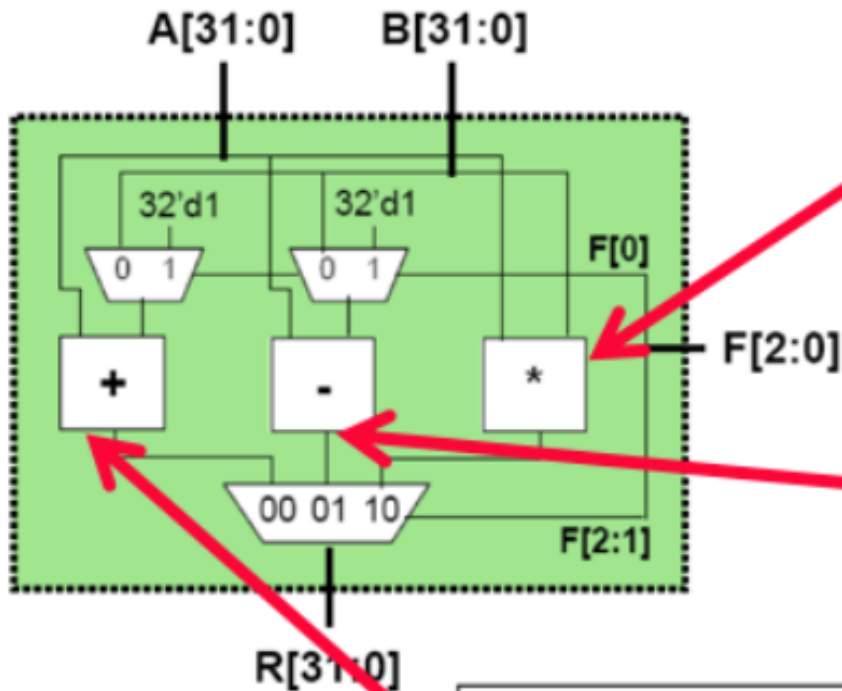 A[31:0] B[31:0]
32'd1 32'd1
0 1 0 1 F[0]
F[2:0]
+ - *
00 01 10
F[2:1]
R[31:0]